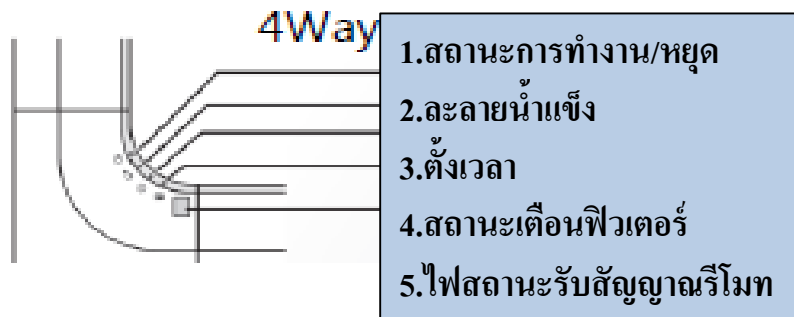 4Way
1.สถานะการทำงาน/หยุด
2.ละลายน้ำแข็ง
3.ตั้งเวลา
4.สถานะเตือนฟิวเตอร์
5.ไฟสถานะรับสัญญาณรีโมท